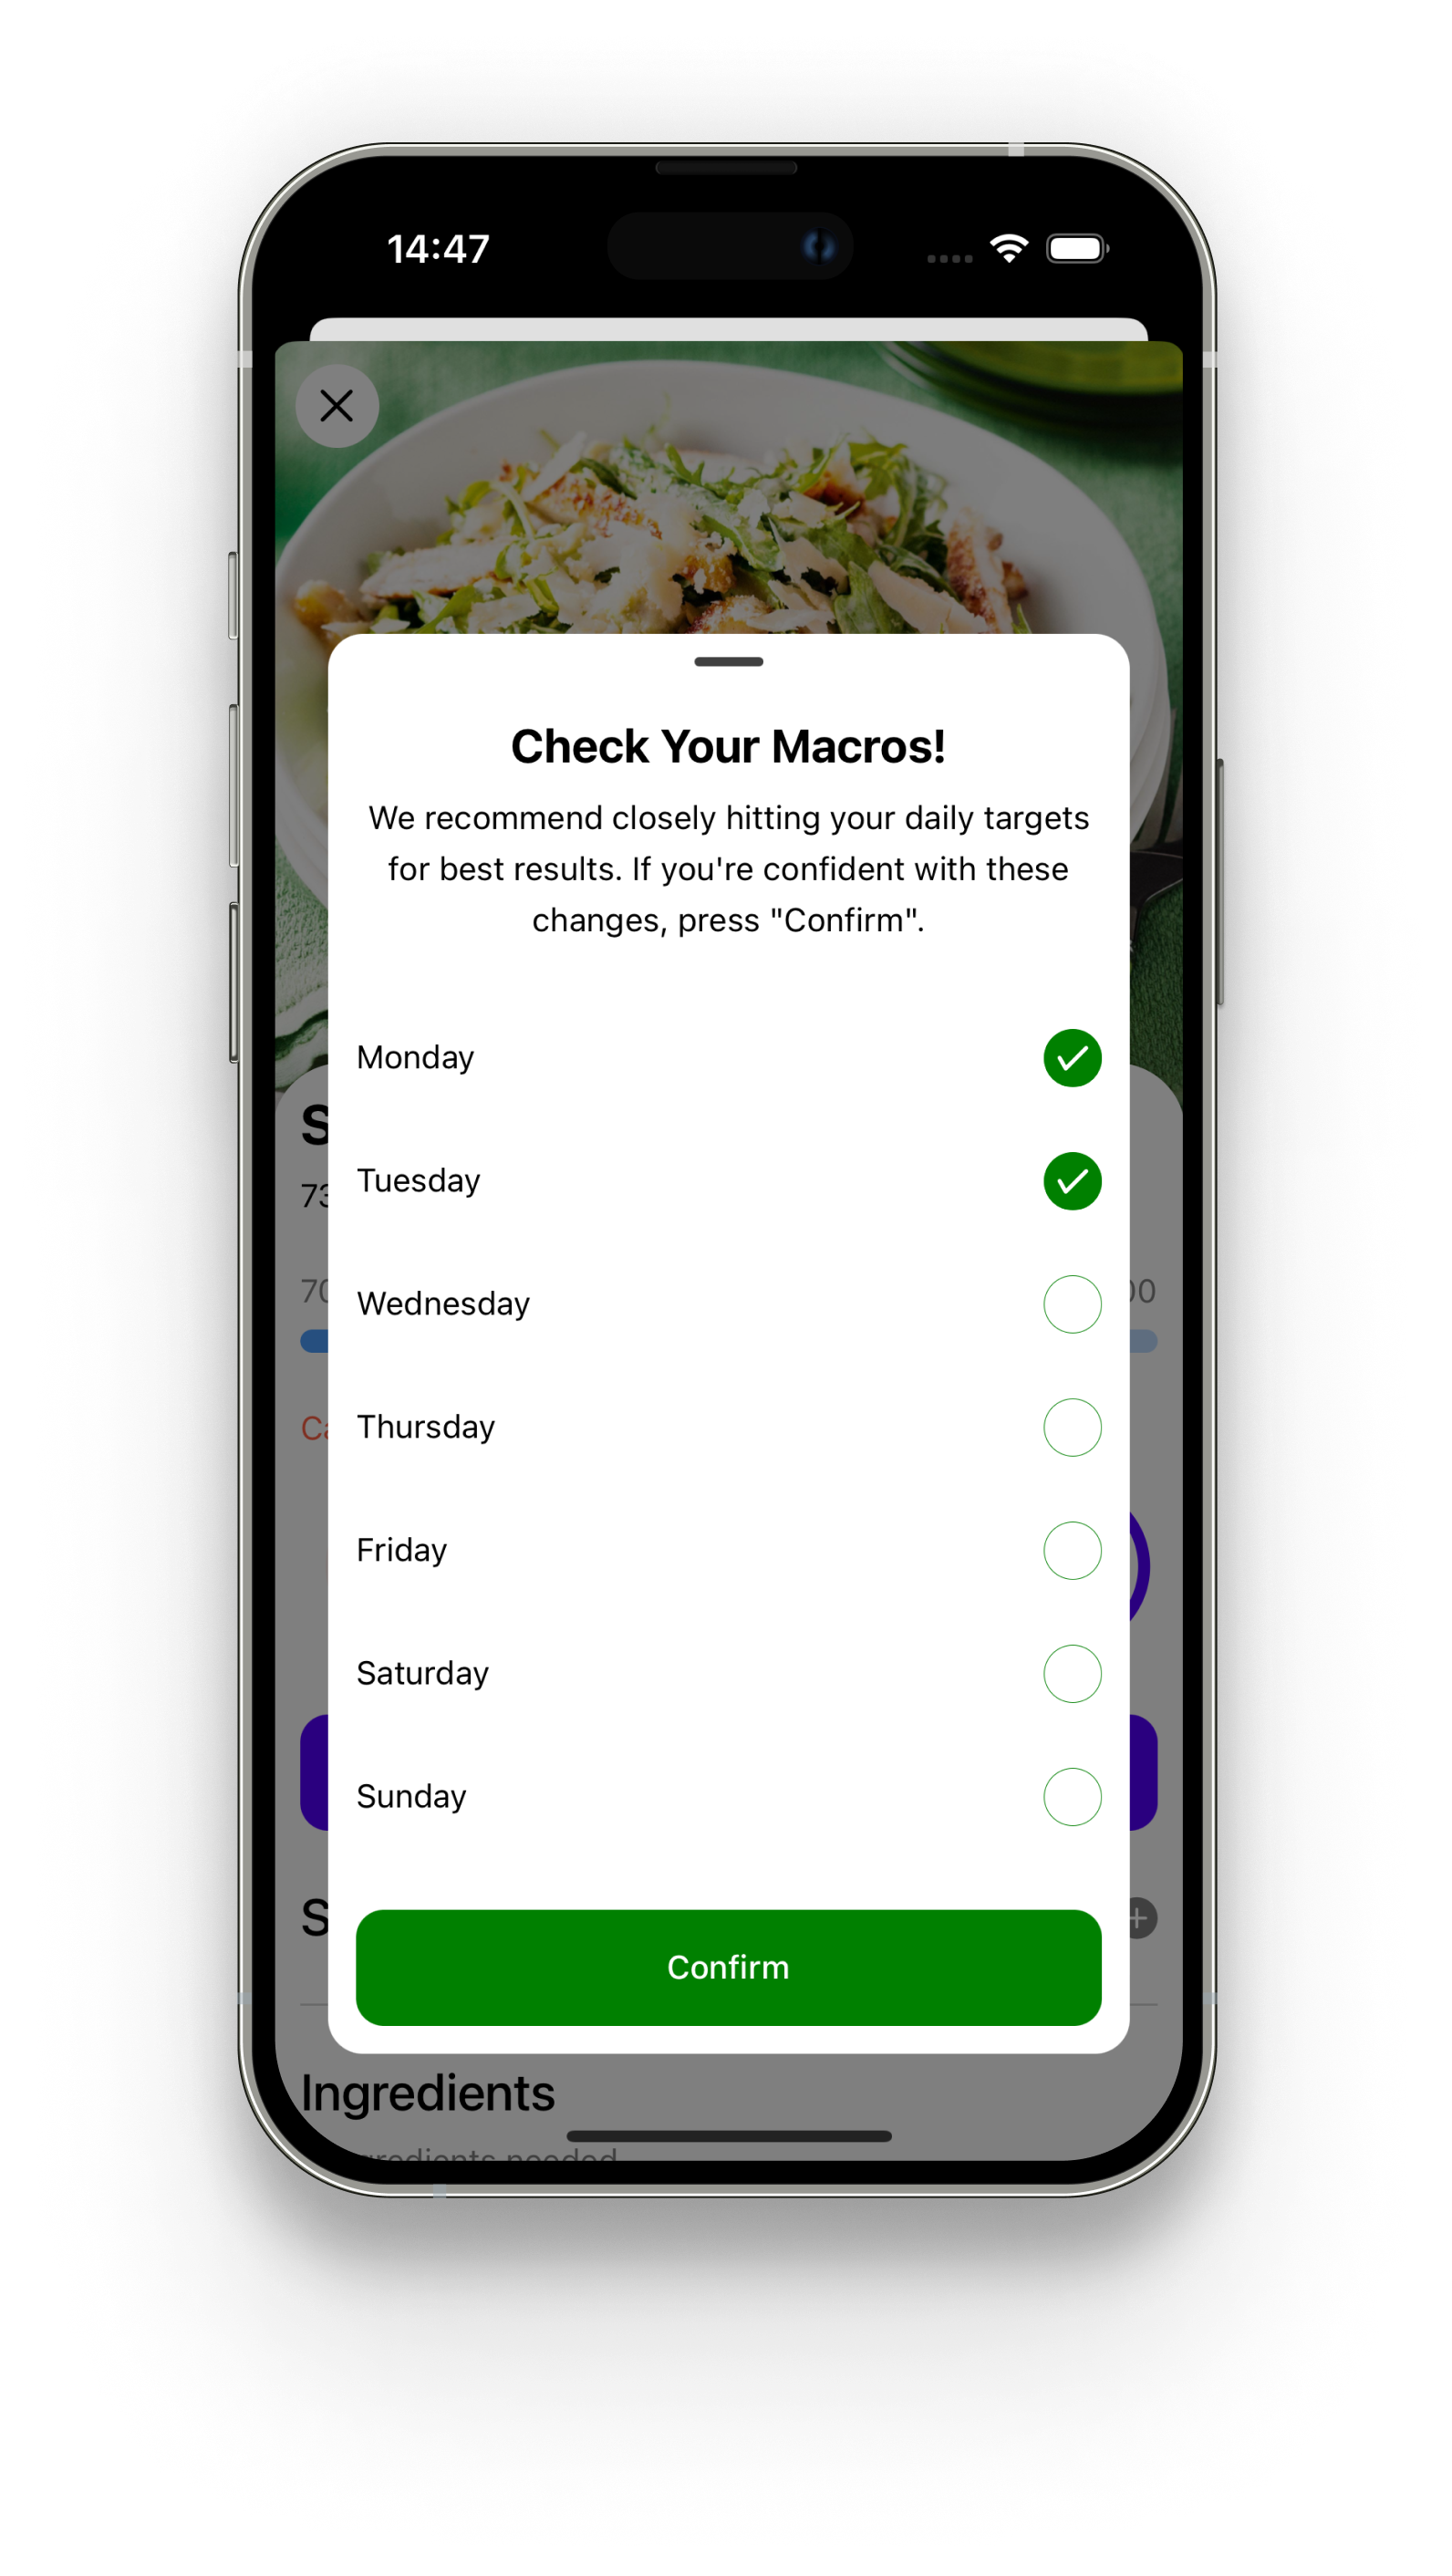 14:47
Check Your Macros!
We recommend closely hitting your daily targets
for best results. If you're confident with these
changes, press "Confirm".
Monday
Tuesday
Wednesday
Thursday
Friday
Saturday
Sunday
Confirm
Ingredients